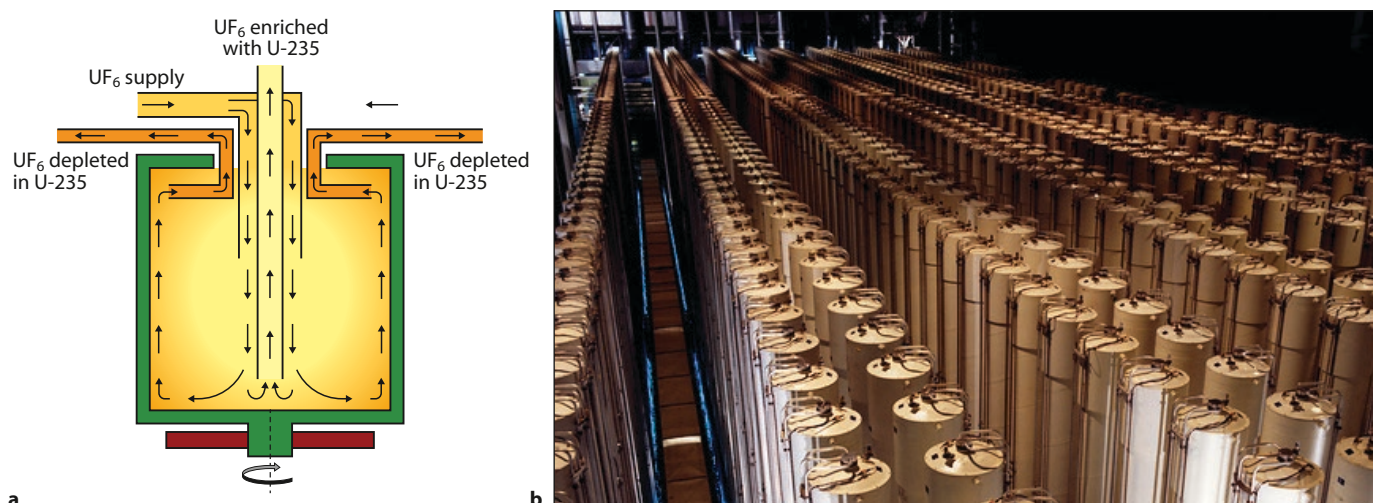 UF₆ enriched
with U-235
UF₆ supply
UF₆ depleted
in U-235
UF₆ depleted
in U-235
a
b